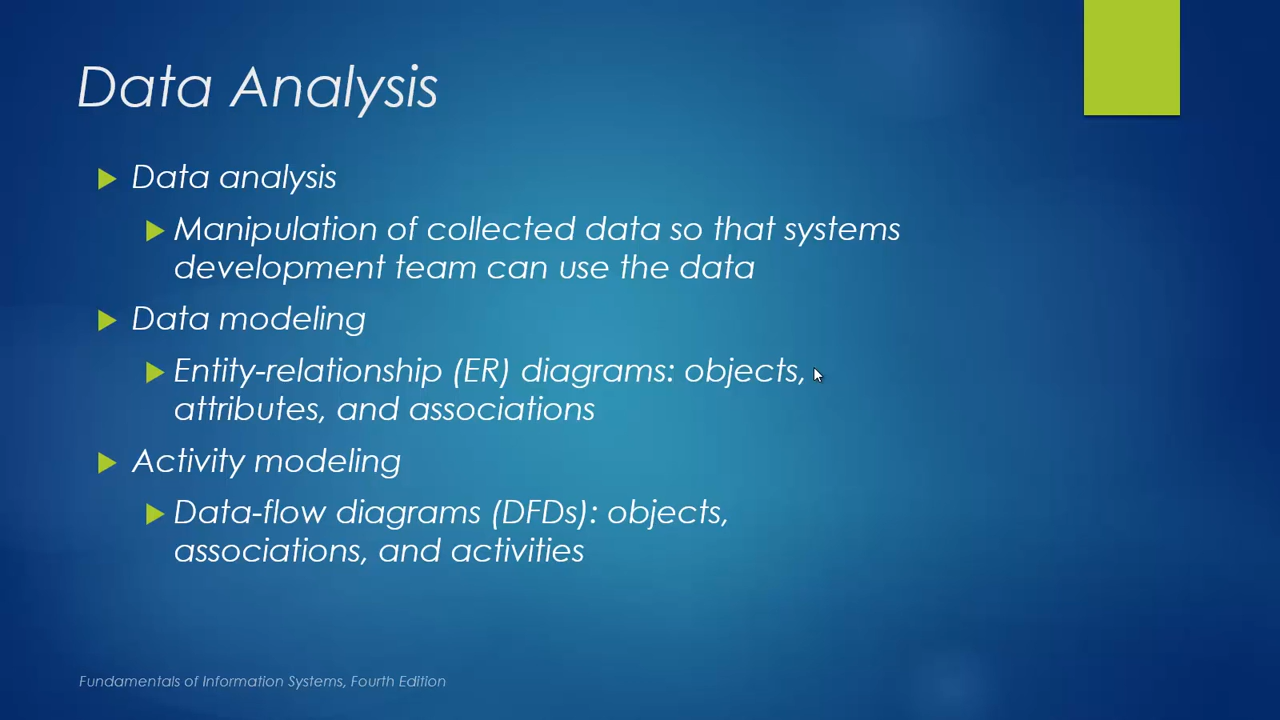 Data Analysis
Data analysis
Manipulation of collected data so that systems
development team can use the data
Data modeling
Entity-relationship (ER) diagrams: objects,
attributes, and associations
Activity modeling
Data-flow diagrams (DFDs): objects,
associations, and activities
Fundamentals of Information Systems, Fourth Edition